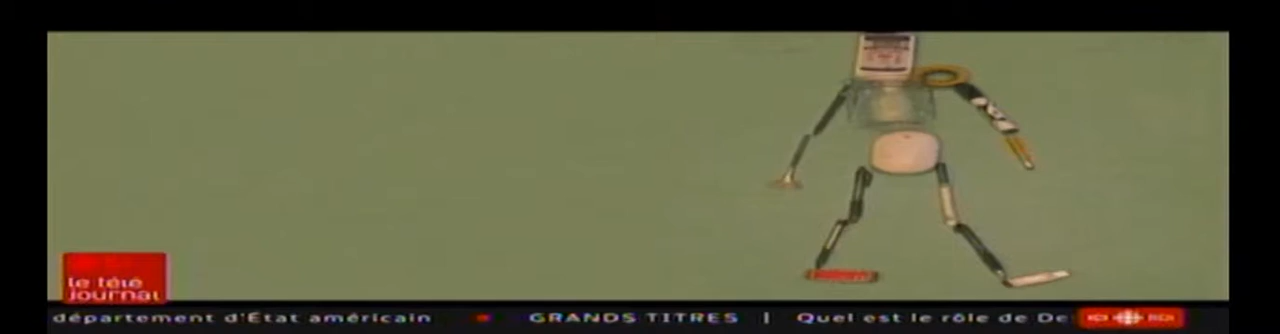 le télé
journal
département d'État américain • GRANDS TITRES | Quel est le rôle de De ICI RDI